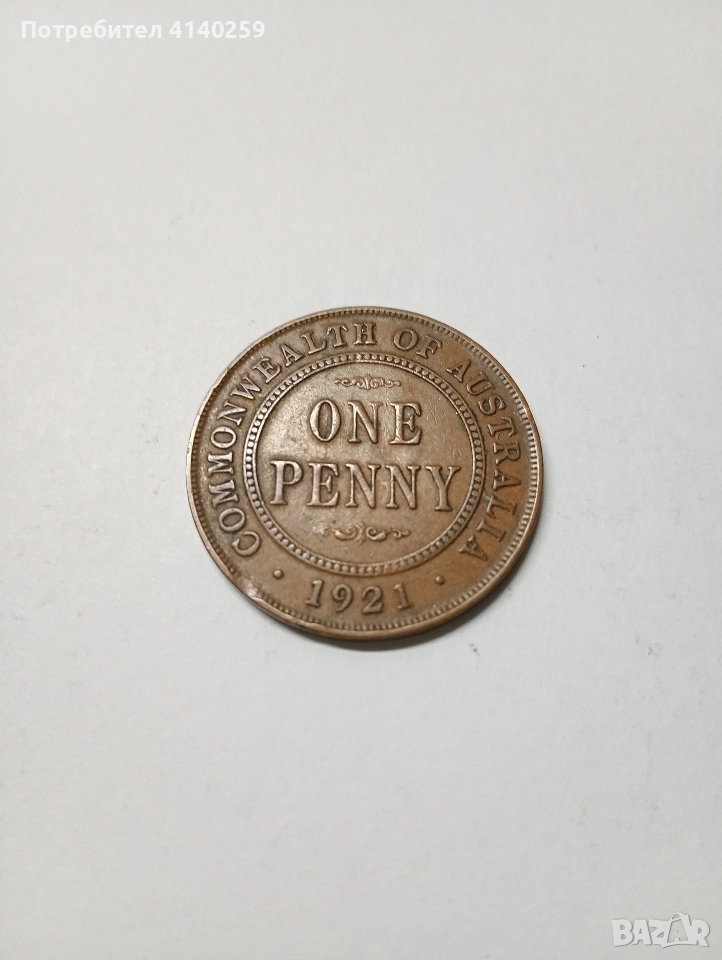 Потребител 4140259
COMMONWEALTH OF AUSTRALIA
ONE
PENNY
· 1921 ·
BAZAR